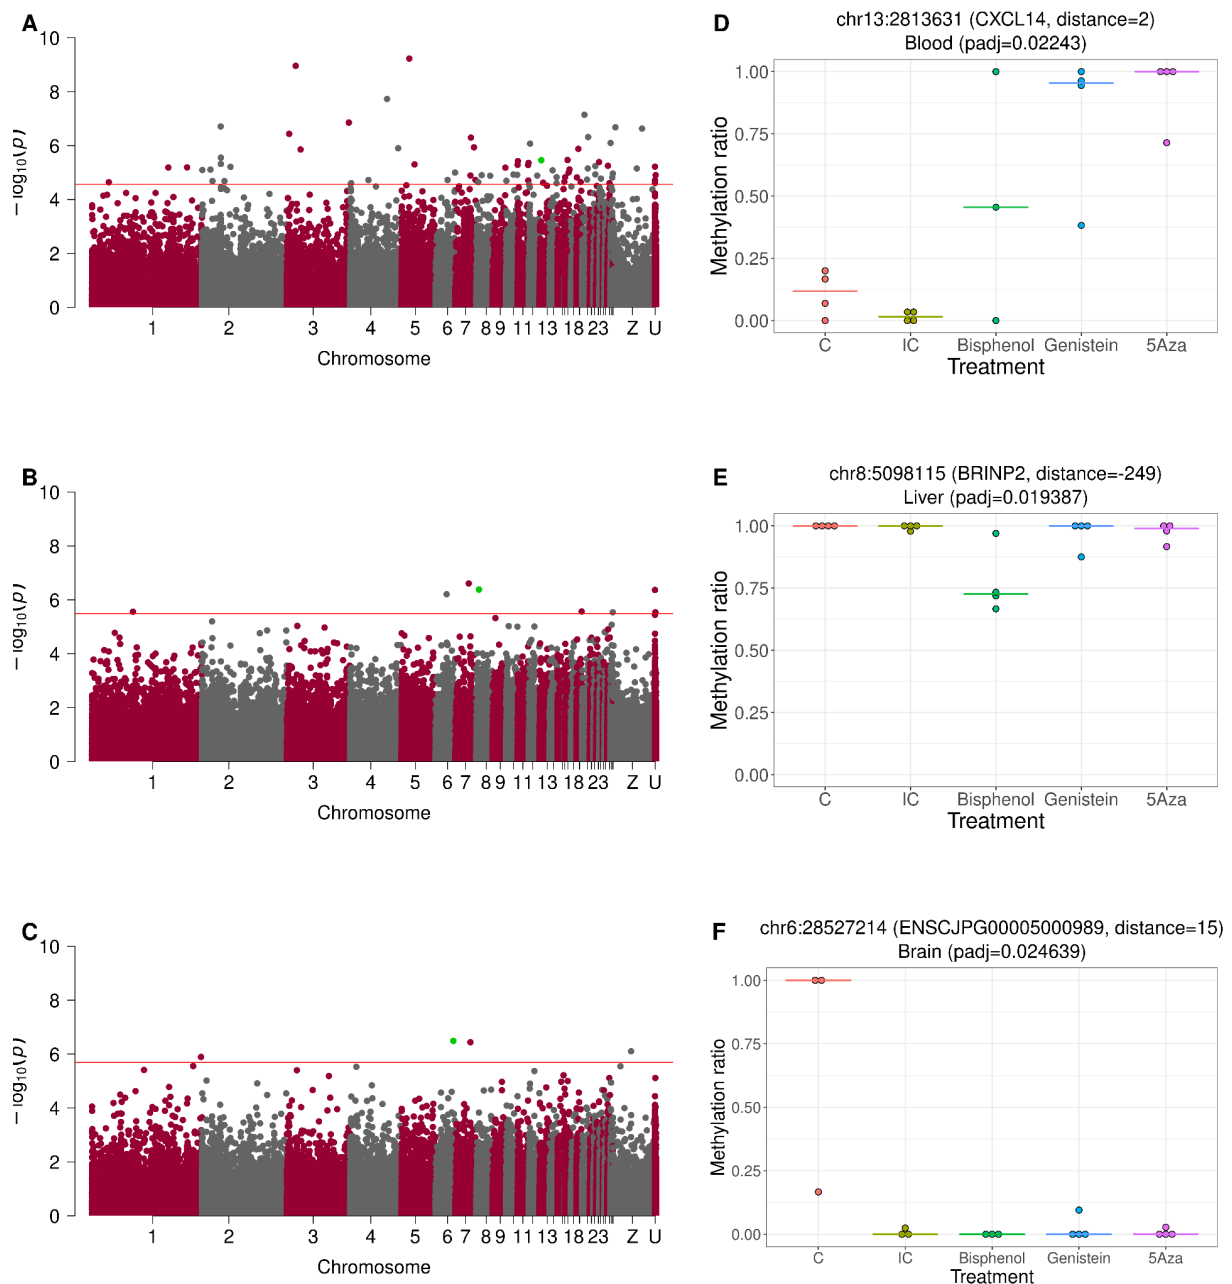 A
10
8
6
4
2
0
− log10(p)
1 2 3 4 5 6 7 8 9 11 13 18 23 Z U
Chromosome
D
chr13:2813631 (CXCL14, distance=2)
Blood (padj=0.02243)
1.00
0.75
0.50
0.25
0.00
Methylation ratio
C IC Bisphenol Genistein 5Aza
Treatment
B
10
8
6
4
2
0
− log10(p)
1 2 3 4 5 6 7 8 9 11 13 18 23 Z U
Chromosome
E
chr8:5098115 (BRINP2, distance=-249)
Liver (padj=0.019387)
1.00
0.75
0.50
0.25
0.00
Methylation ratio
C IC Bisphenol Genistein 5Aza
Treatment
C
10
8
6
4
2
0
− log10(p)
1 2 3 4 5 6 7 8 9 11 13 18 23 Z U
Chromosome
F
chr6:28527214 (ENSCJPG00005000989, distance=15)
Brain (padj=0.024639)
1.00
0.75
0.50
0.25
0.00
Methylation ratio
C IC Bisphenol Genistein 5Aza
Treatment